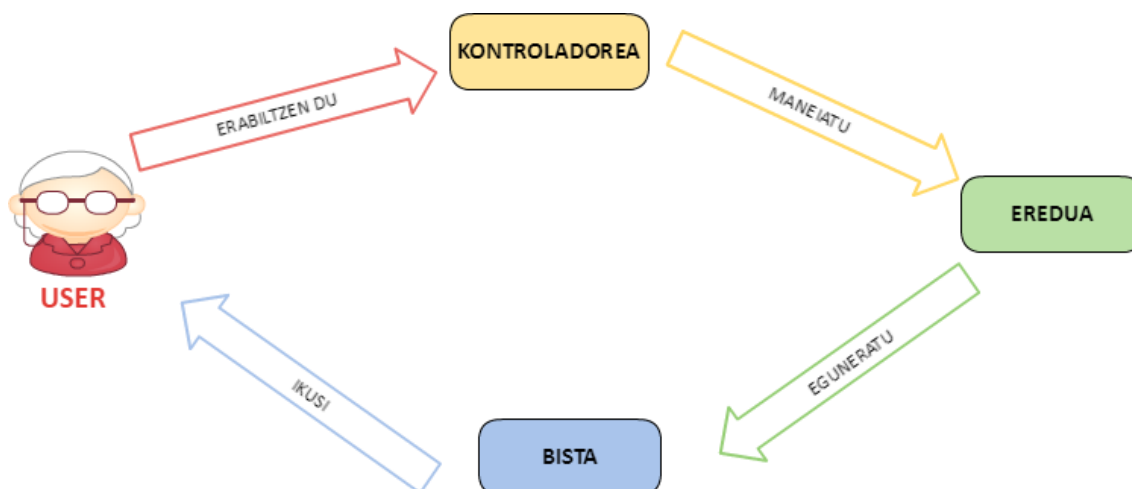 KONTROLADOREA
ERABILTZEN DU
MANEIATU
EREDUA
USER
EGUNERATU
IKUSI
BISTA